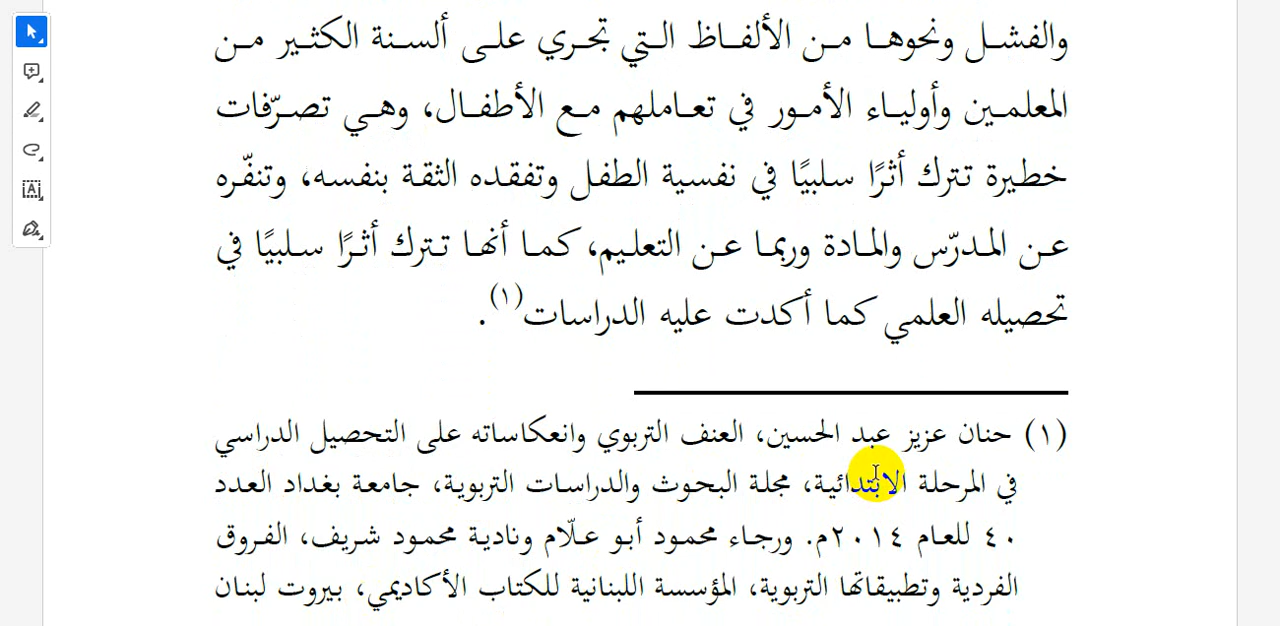 والفشل ونحوها من الألفاظ التي تجري على ألسنة الكثير من
المعلمين وأولياء الأمور في تعاملهم مع الأطفال، وهي تصرّفات
خطيرة تترك أثرًا سلبيًا في نفسية الطفل وتفقده الثقة بنفسه، وتنفّره
عن المدرّس والمادة وربما عن التعليم، كما أنها تترك أثرًا سلبيًا في
تحصيله العلمي كما أكدت عليه الدراسات(١).
(١) حنان عزيز عبد الحسين، العنف التربوي وانعكاساته على التحصيل الدراسي
في المرحلة الابتدائية، مجلة البحوث والدراسات التربوية، جامعة بغداد العدد
٤٠ للعام ٢٠١٤م. ورجاء محمود أبو علّام ونادية محمود شريف، الفروق
الفردية وتطبيقاتها التربوية، المؤسسة اللبنانية للكتاب الأكاديمي، بيروت لبنان